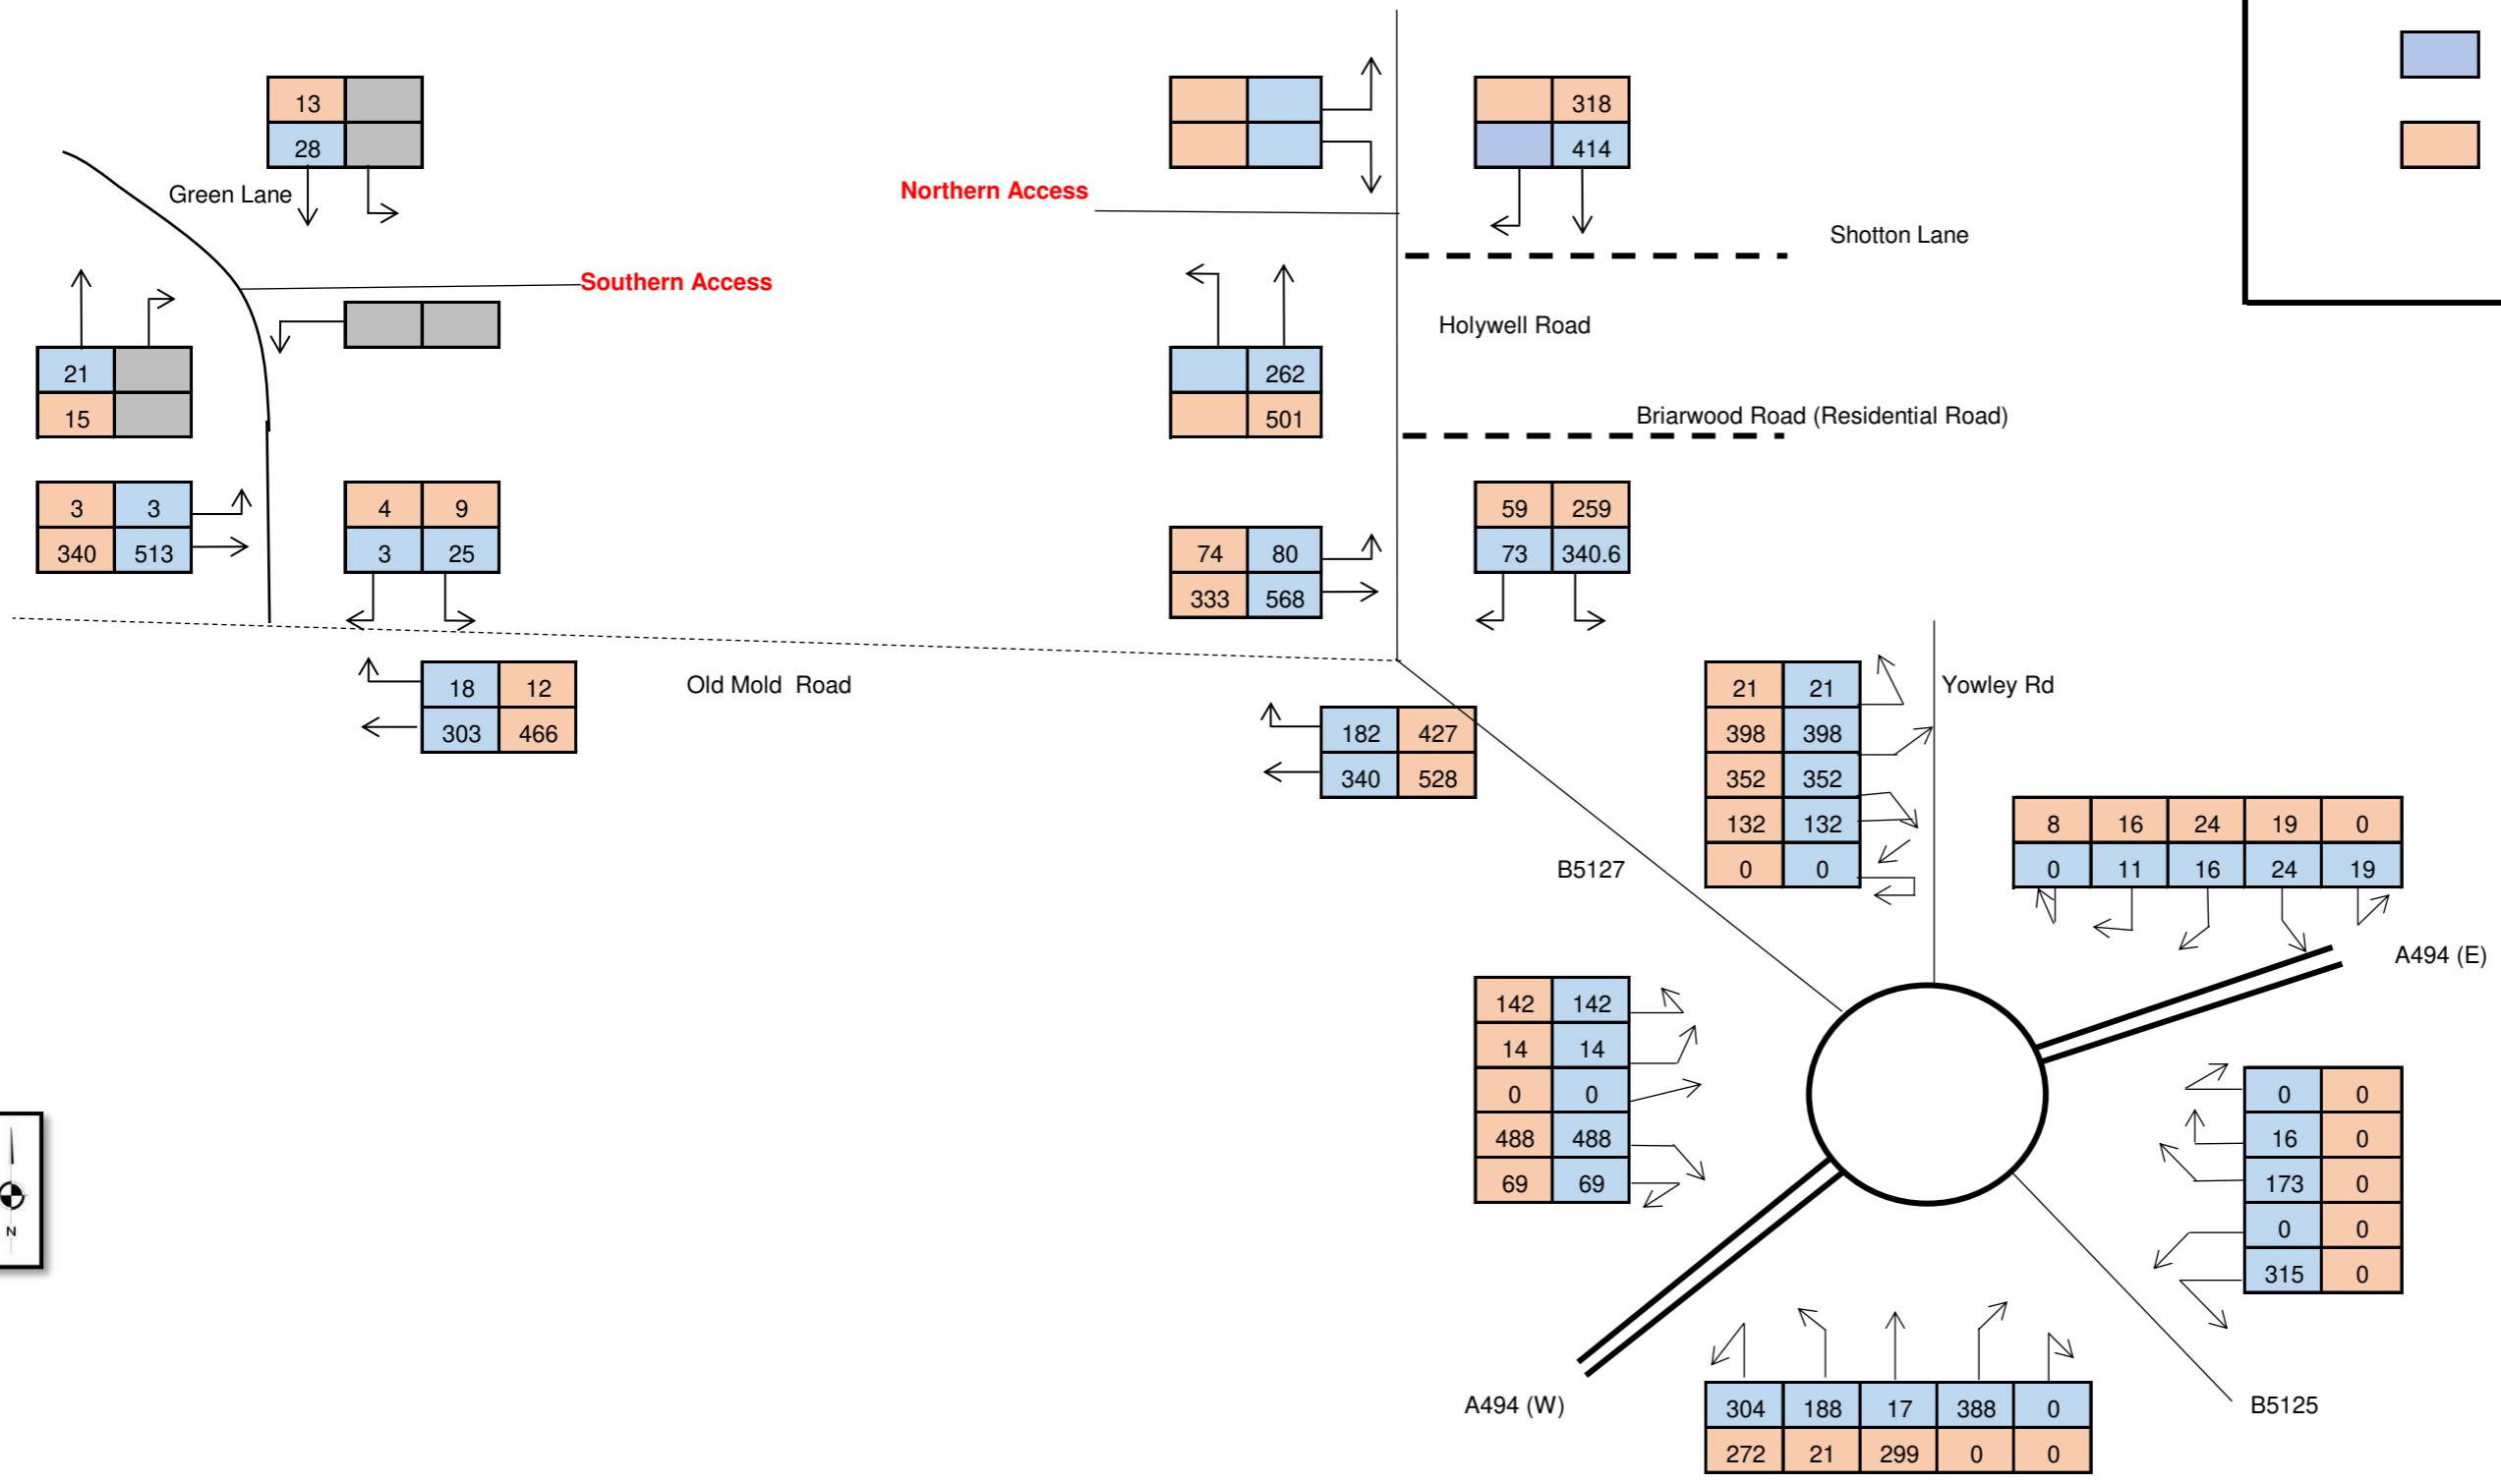 13
28
Green Lane
Northern Access
318
414
Shotton Lane
Southern Access
Holywell Road
21
15
262
501
Briarwood Road (Residential Road)
3 3
340 513
4 9
3 25
74 80
333 568
59 259
73 340.6
18 12
303 466
Old Mold Road
182 427
340 528
21 21
398 398
352 352
132 132
0 0
Yowley Rd
B5127
8 16 24 19 0
0 11 16 24 19
A494 (E)
142 142
14 14
0 0
488 488
69 69
0 0
16 0
173 0
0 0
315 0
N
A494 (W)
304 188 17 388 0
272 21 299 0 0
B5125